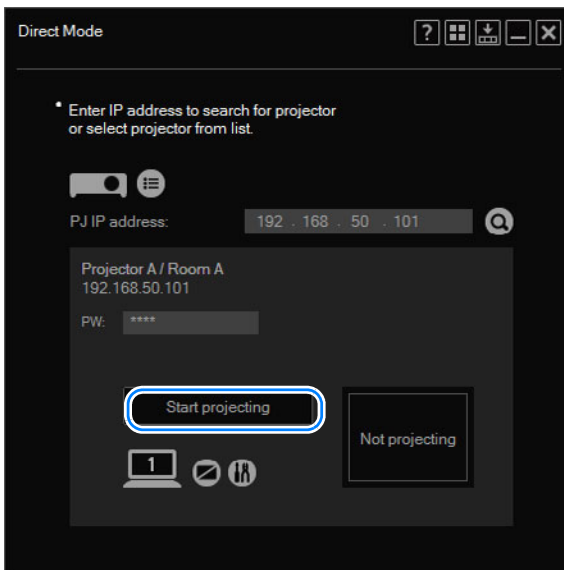 Direct Mode
?
• Enter IP address to search for projector
or select projector from list.
PJ IP address: 192 . 168 . 50 . 101
Projector A / Room A
192.168.50.101
PW: ****
Start projecting
Not projecting
1